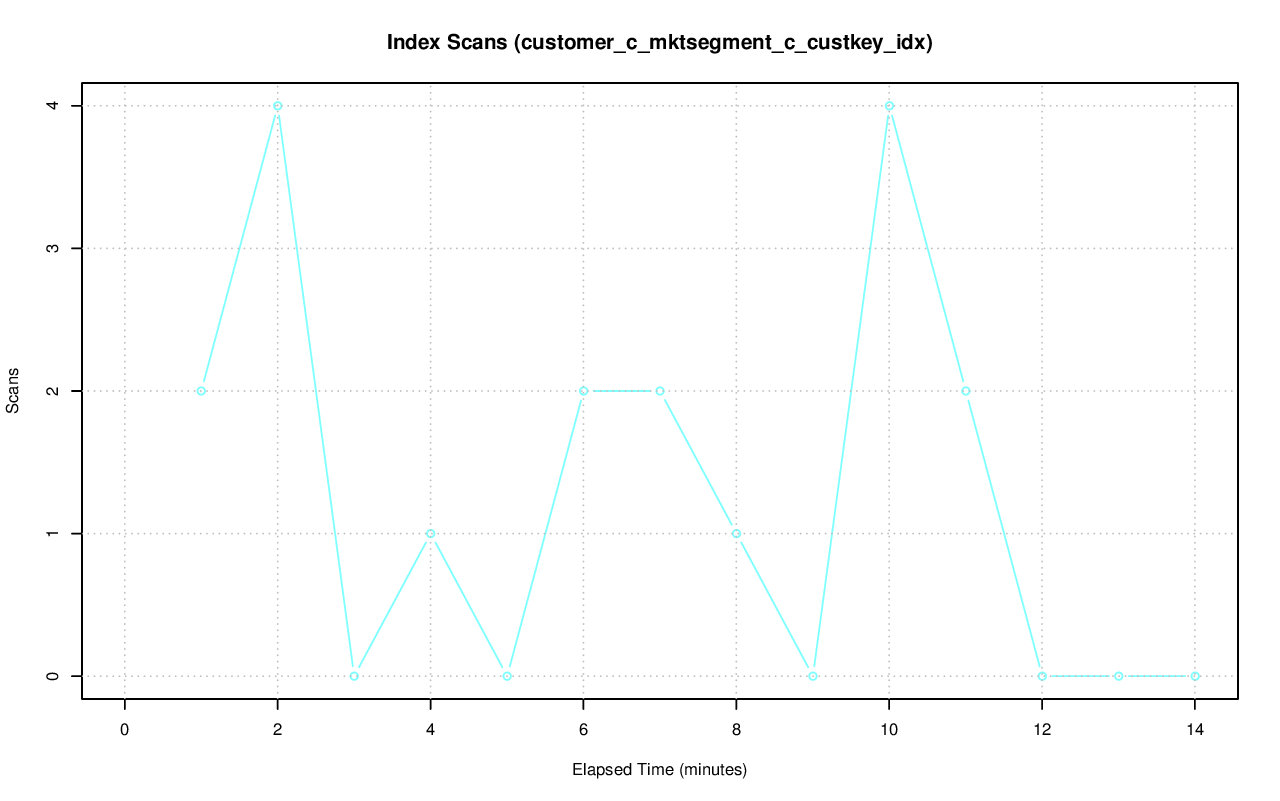 Index Scans (customer_c_mktsegment_c_custkey_idx)
4
3
2
1
0
Scans
0 2 4 6 8 10 12 14
Elapsed Time (minutes)